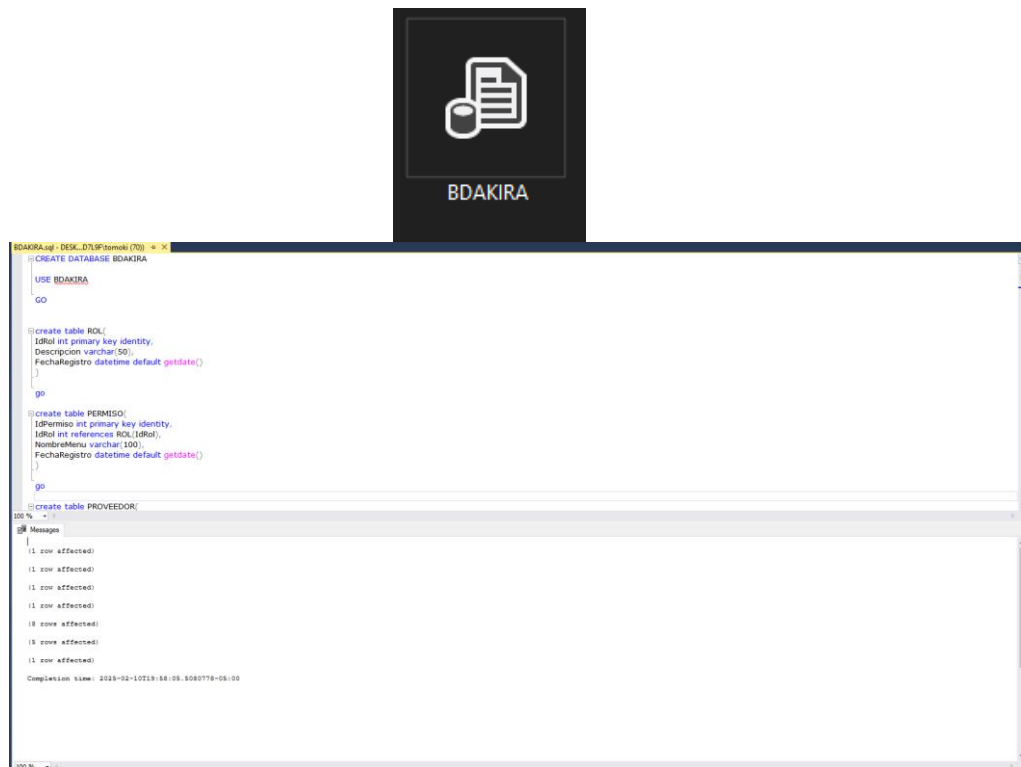 BDAKIRA
BDAKIRA.sql - DESK...D7L9F\tomoki (70))
CREATE DATABASE BDAKIRA
USE BDAKIRA
GO
create table ROL(
IdRol int primary key identity,
Descripcion varchar(50),
FechaRegistro datetime default getdate()
)
go
create table PERMISO(
IdPermiso int primary key identity,
IdRol int references ROL(IdRol),
NombreMenu varchar(100),
FechaRegistro datetime default getdate()
)
go
create table PROVEEDOR(
100 %
Messages
(1 row affected)
(1 row affected)
(1 row affected)
(1 row affected)
(8 rows affected)
(5 rows affected)
(1 row affected)
Completion time: 2025-02-10T19:58:05.5080778-05:00
100 %